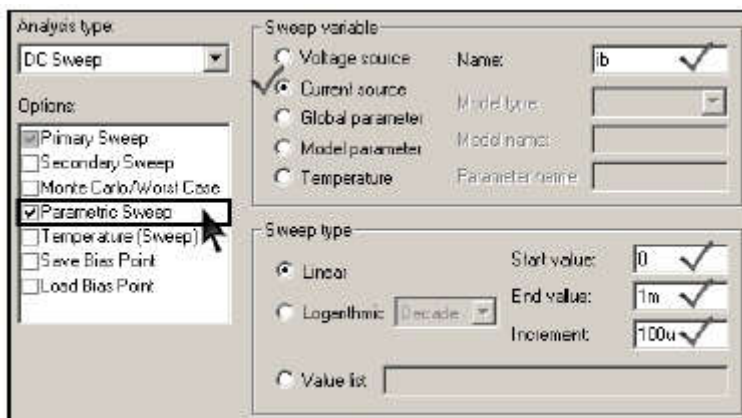 Analysis type:
DC Sweep
Options:
Primary Sweep
Secondary Sweep
Monte Carlo/Worst Case
Parametric Sweep
Temperature (Sweep)
Save Bias Point
Load Bias Point
Sweep variable
Voltage source
Current source
Global parameter
Model parameter
Temperature
Name:
ib
Model type:
Model name:
Parameter name:
Sweep type
Linear
Logarithmic
Decade
Value list
Start value:
0
End value:
1m
Increment:
100u